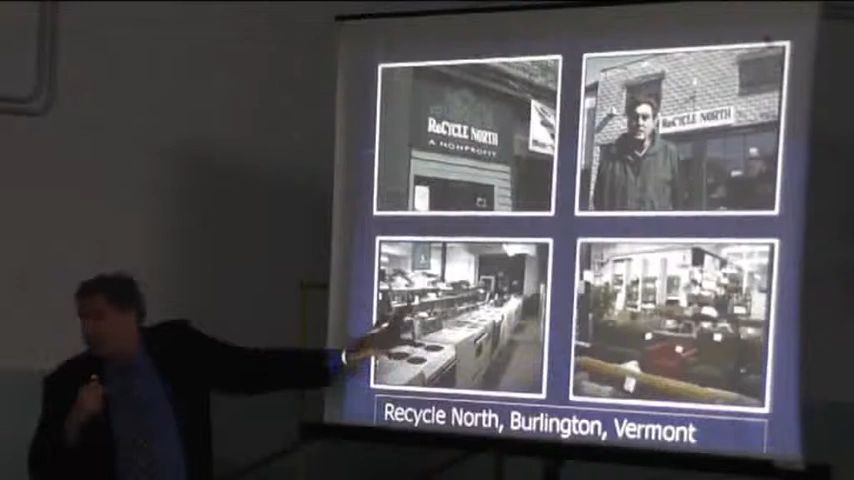 ReCYCLE NORTH
A NONPROFIT
ReCYCLE NORTH
Recycle North, Burlington, Vermont